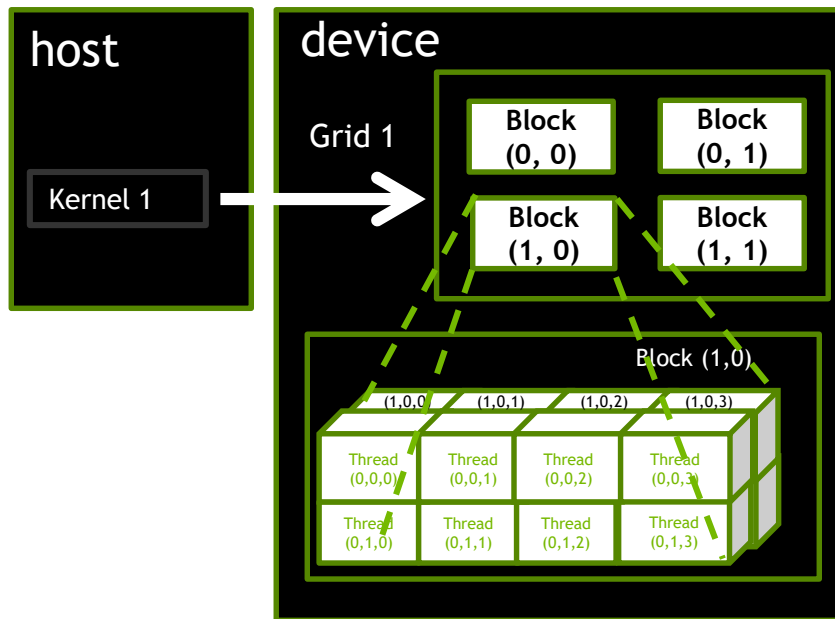 host
Kernel 1
device
Grid 1
Block
(0, 0)
Block
(0, 1)
Block
(1, 0)
Block
(1, 1)
Block (1,0)
(1,0,0
(1,0,1)
(1,0,2)
(1,0,3)
Thread
(0,0,0)
Thread
(0,0,1)
Thread
(0,0,2)
Thread
(0,0,3)
Thread
(0,1,0)
Thread
(0,1,1)
Thread
(0,1,2)
Thread
(0,1,3)